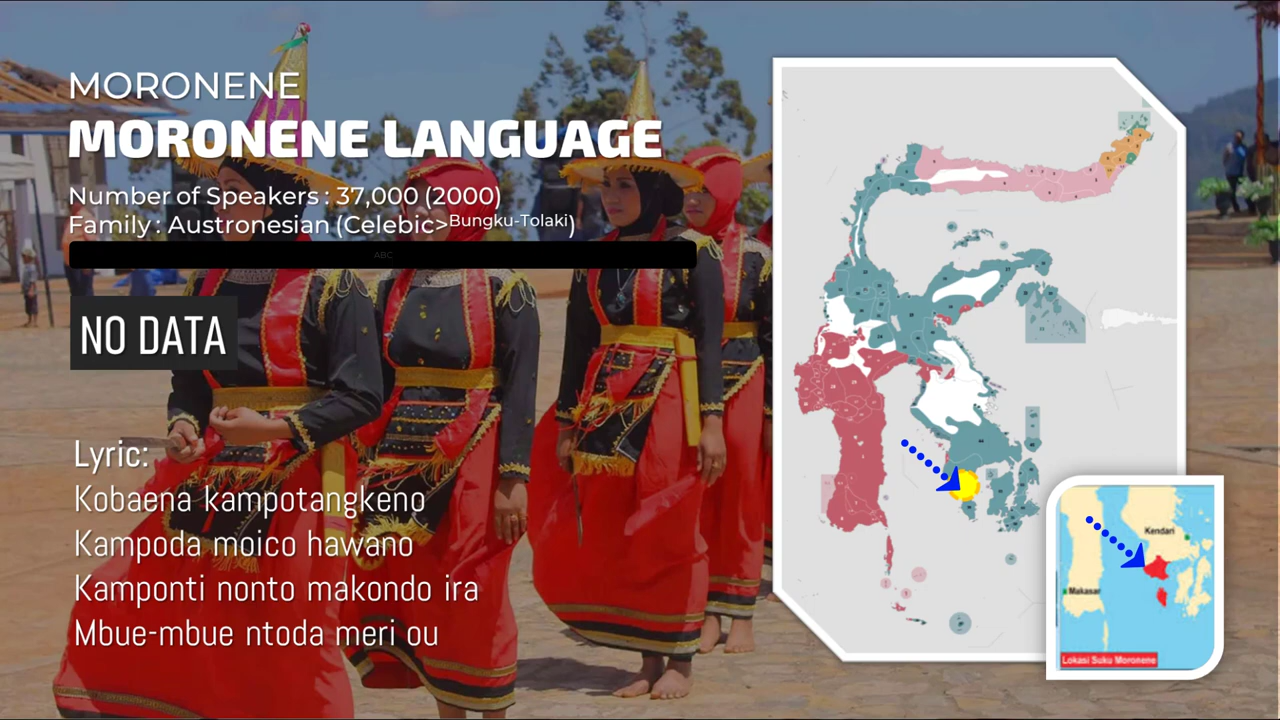 MORONENE
MORONENE LANGUAGE
Number of Speakers : 37,000 (2000)
Family : Austronesian (Celebic>Bungku-Tolaki)
ABC
NO DATA
Lyric:
Kobaena kampotangkeno
Kampoda moico hawano
Kamponti nonto makondo ira
Mbue-mbue ntoda meri ou
Kendari
Makasar
Lokasi Suku Moronene